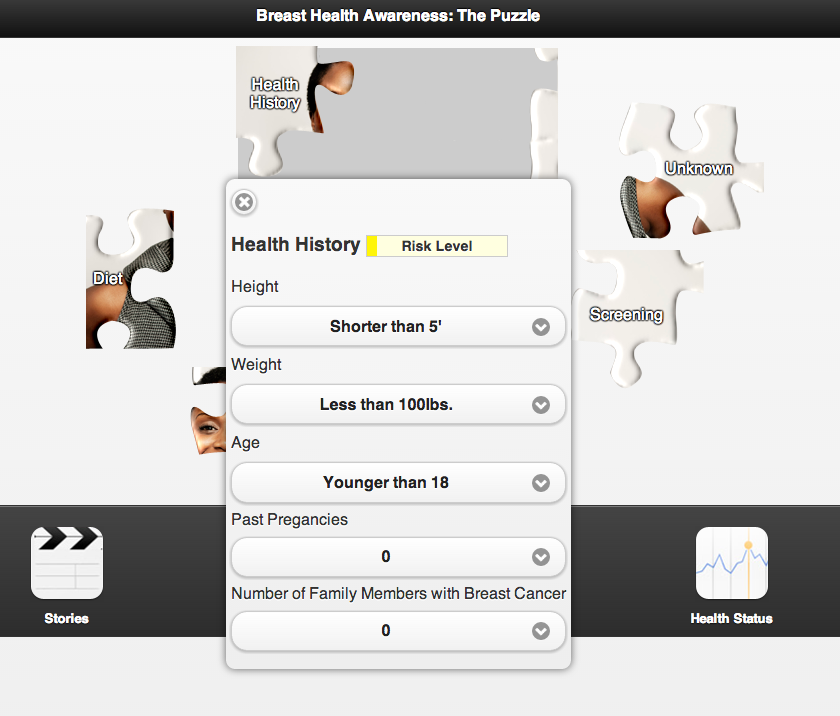 Breast Health Awareness: The Puzzle
Health
History
Unknown
Diet
Screening
Health History
Risk Level
Height
Shorter than 5'
Weight
Less than 100lbs.
Age
Younger than 18
Past Pregancies
0
Number of Family Members with Breast Cancer
0
Stories
Health Status